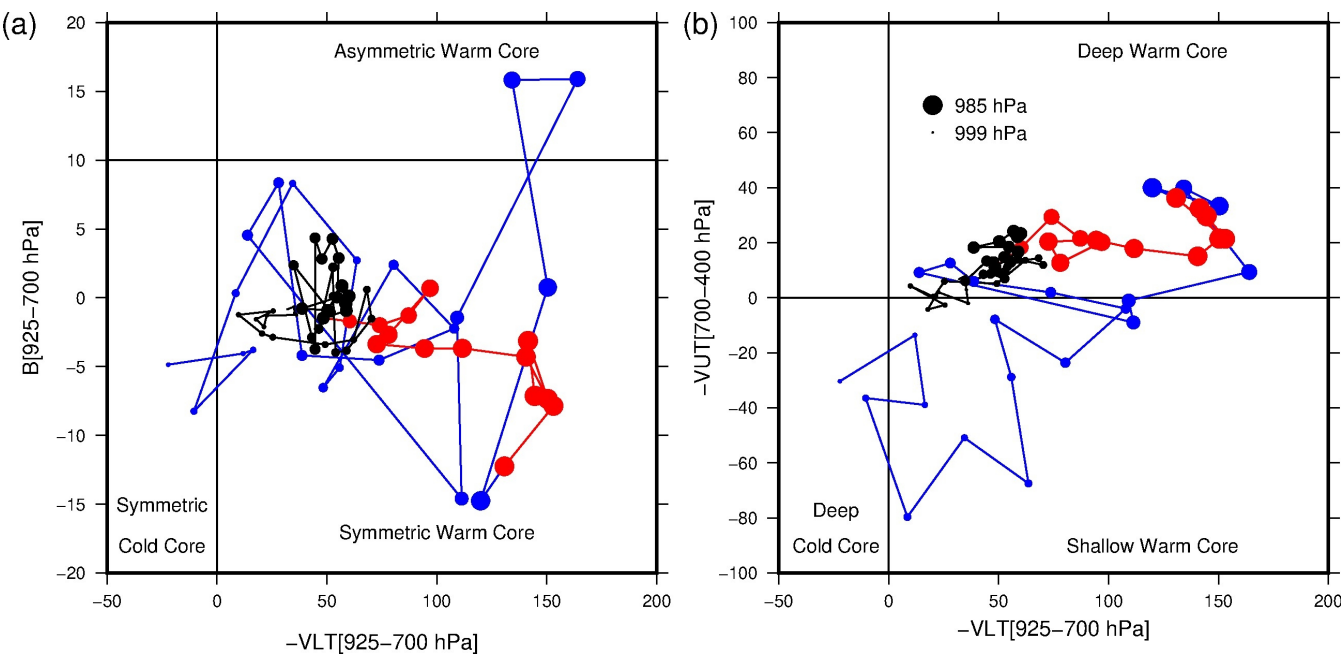 (a)
20
15
10
5
0
−5
−10
−15
−20
B[925−700 hPa]
Asymmetric Warm Core
Symmetric
Cold Core
Symmetric Warm Core
−50
0
50
100
150
200
−VLT[925−700 hPa]
(b)
100
80
60
40
20
0
−20
−40
−60
−80
−100
−VUT[700−400 hPa]
Deep Warm Core
985 hPa
999 hPa
Deep
Cold Core
Shallow Warm Core
−50
0
50
100
150
200
−VLT[925−700 hPa]